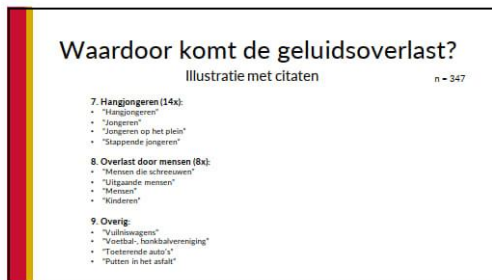 Waardoor komt de geluidsoverlast?
Illustratie met citaten
n = 347
7. Hangjongeren (14x):
• "Hangjongeren"
• "Jongeren"
• "Jongeren op het plein"
• "Stappende jongeren"
8. Overlast door mensen (8x):
• "Mensen die schreeuwen"
• "Uitgaande mensen"
• "Mensen"
• "Kinderen"
9. Overig:
• "Vuilniswagens"
• "Voetbal-, honkbalvereniging"
• "Toeterende auto's"
• "Putten in het asfalt"